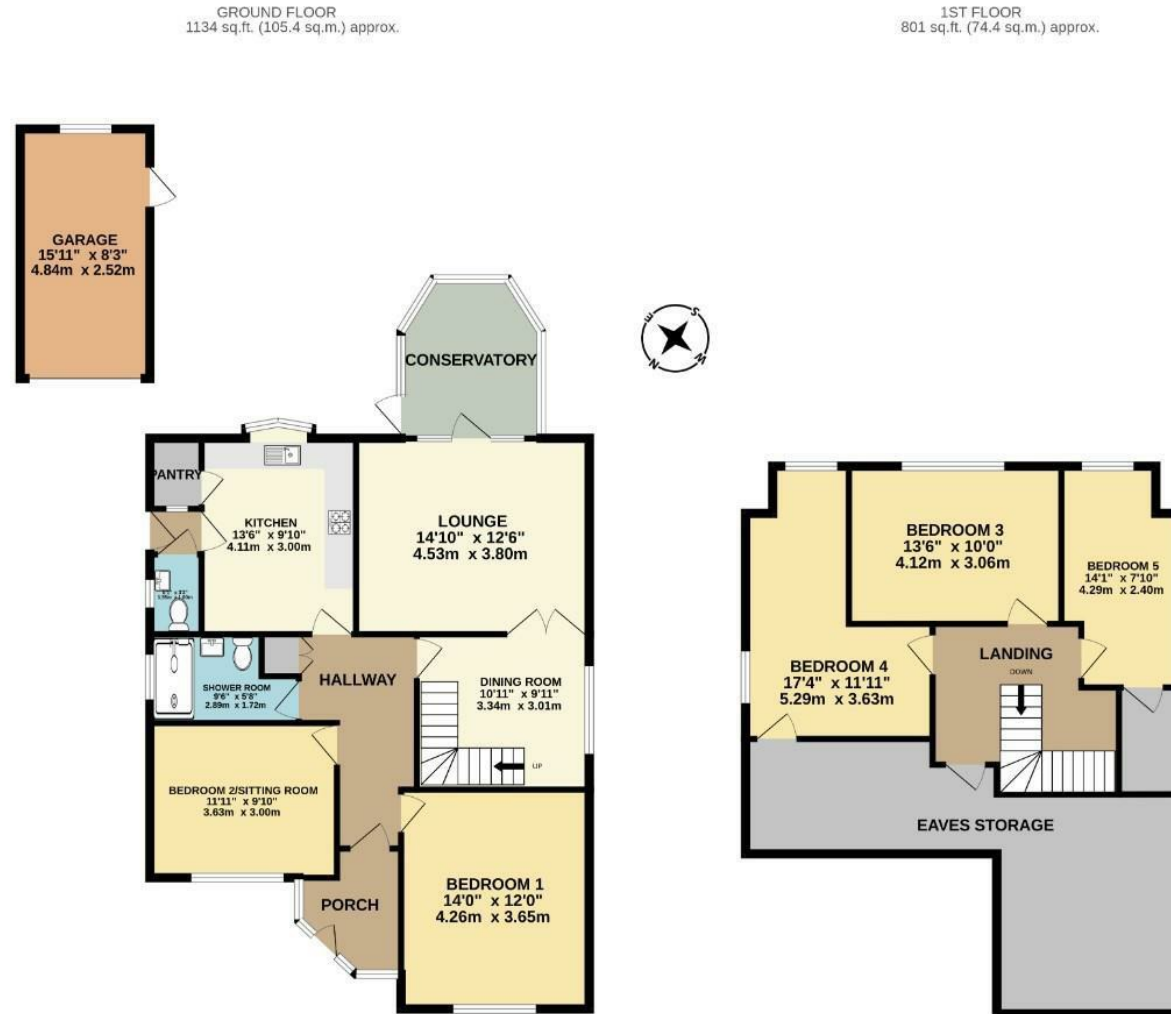 GROUND FLOOR
1134 sq.ft. (105.4 sq.m.) approx.
1ST FLOOR
801 sq.ft. (74.4 sq.m.) approx.
GARAGE
15'11" x 8'3"
4.84m x 2.52m
CONSERVATORY
E
S
N
W
PANTRY
KITCHEN
13'6" x 9'10"
4.11m x 3.00m
LOUNGE
14'10" x 12'6"
4.53m x 3.80m
SHOWER ROOM
9'6" x 5'8"
2.89m x 1.72m
HALLWAY
DINING ROOM
10'11" x 9'11"
3.34m x 3.01m
UP
BEDROOM 2/SITTING ROOM
11'11" x 9'10"
3.63m x 3.00m
PORCH
BEDROOM 1
14'0" x 12'0"
4.26m x 3.65m
BEDROOM 3
13'6" x 10'0"
4.12m x 3.06m
BEDROOM 5
14'1" x 7'10"
4.29m x 2.40m
BEDROOM 4
17'4" x 11'11"
5.29m x 3.63m
LANDING
DOWN
EAVES STORAGE